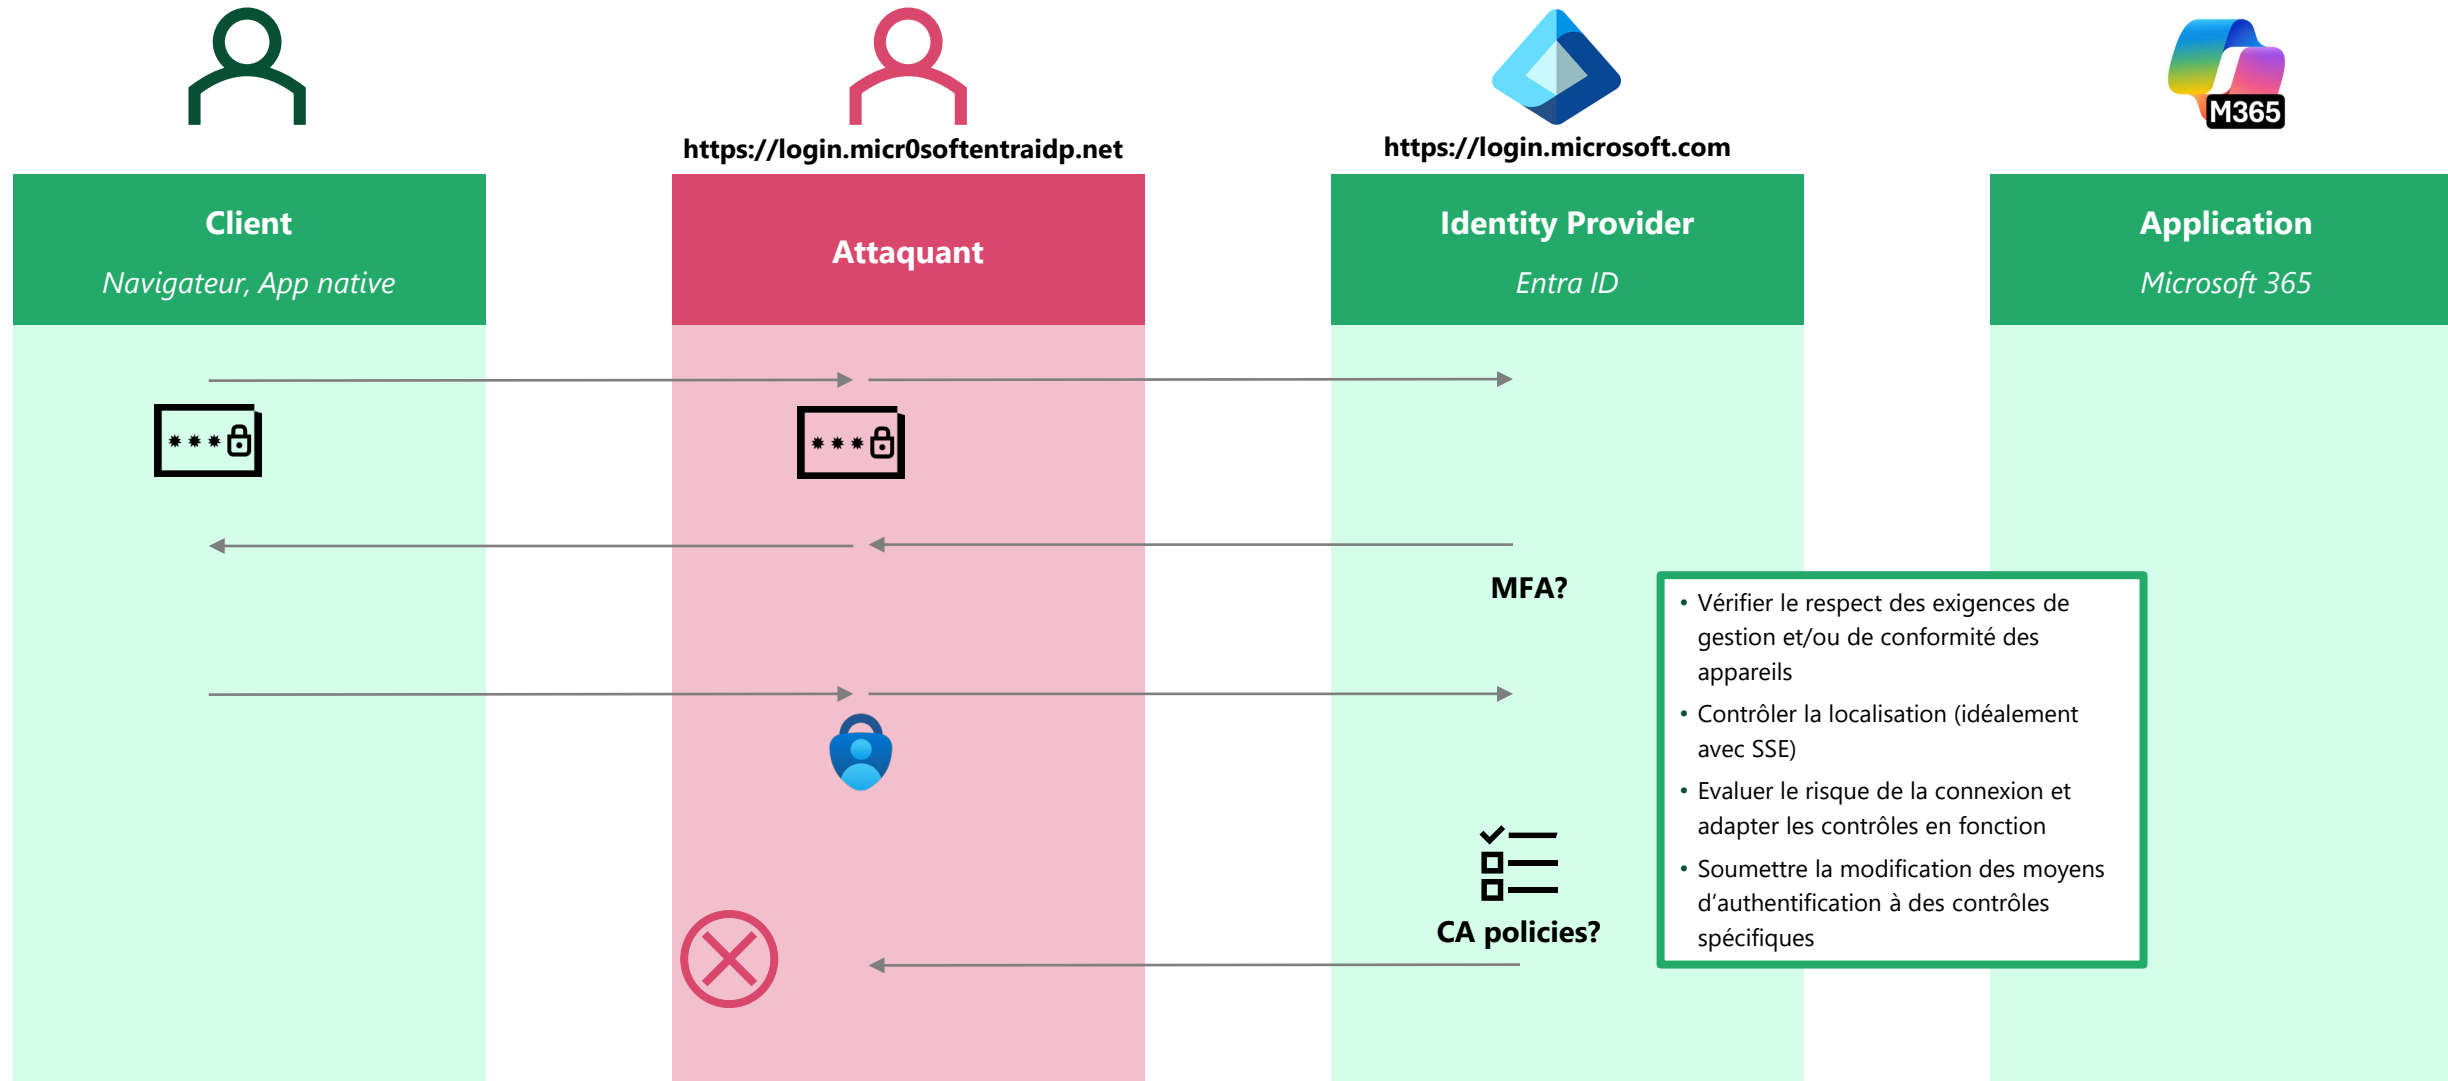 M365
https://login.micr0softentraidp.net
https://login.microsoft.com
Client
Navigateur, App native
Attaquant
Identity Provider
Entra ID
Application
Microsoft 365
***
***
MFA?
• Vérifier le respect des exigences de
gestion et/ou de conformité des
appareils
• Contrôler la localisation (idéalement
avec SSE)
• Evaluer le risque de la connexion et
adapter les contrôles en fonction
• Soumettre la modification des moyens
d’authentification à des contrôles
spécifiques
CA policies?